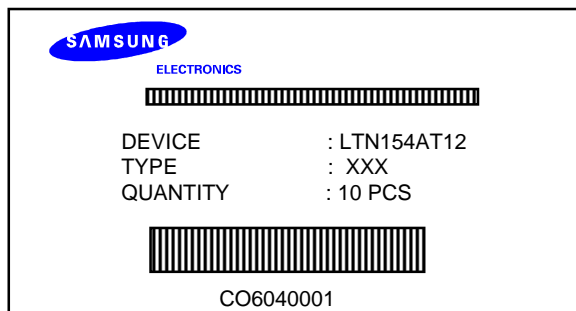 SAMSUNG
ELECTRONICS
DEVICE : LTN154AT12
TYPE : XXX
QUANTITY : 10 PCS
CO6040001